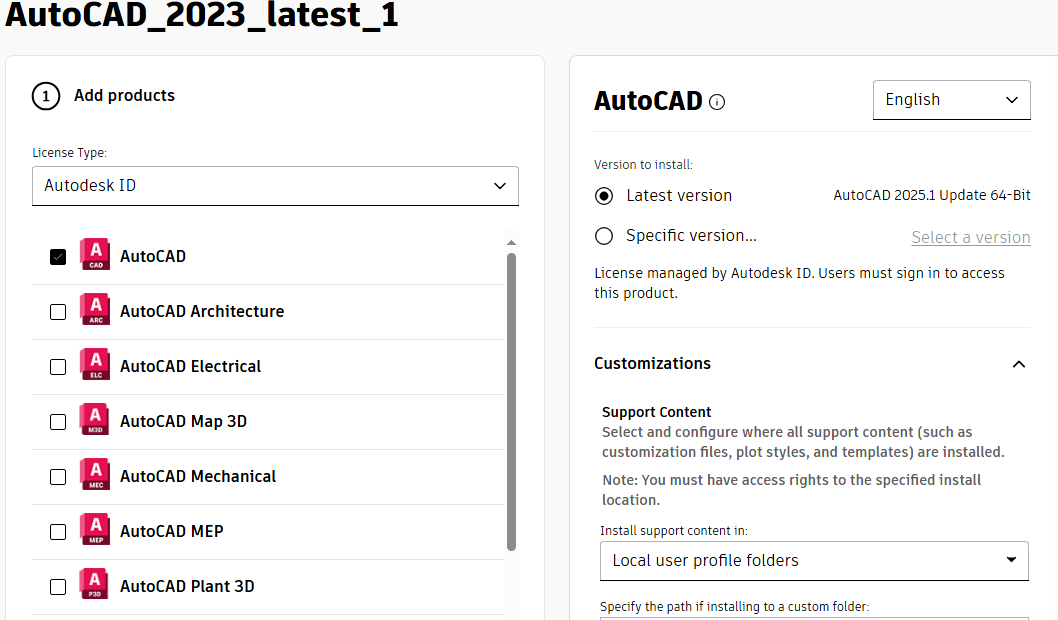 AutoCAD_2023_latest_1
1 Add products
License Type:
Autodesk ID
A CAD AutoCAD
A ARC AutoCAD Architecture
A ELC AutoCAD Electrical
A M3D AutoCAD Map 3D
A MEC AutoCAD Mechanical
A MEP AutoCAD MEP
A P3D AutoCAD Plant 3D
AutoCAD
English
Version to install:
Latest version AutoCAD 2025.1 Update 64-Bit
Specific version... Select a version
License managed by Autodesk ID. Users must sign in to access
this product.
Customizations
Support Content
Select and configure where all support content (such as
customization files, plot styles, and templates) are installed.
Note: You must have access rights to the specified install
location.
Install support content in:
Local user profile folders
Specify the path if installing to a custom folder: